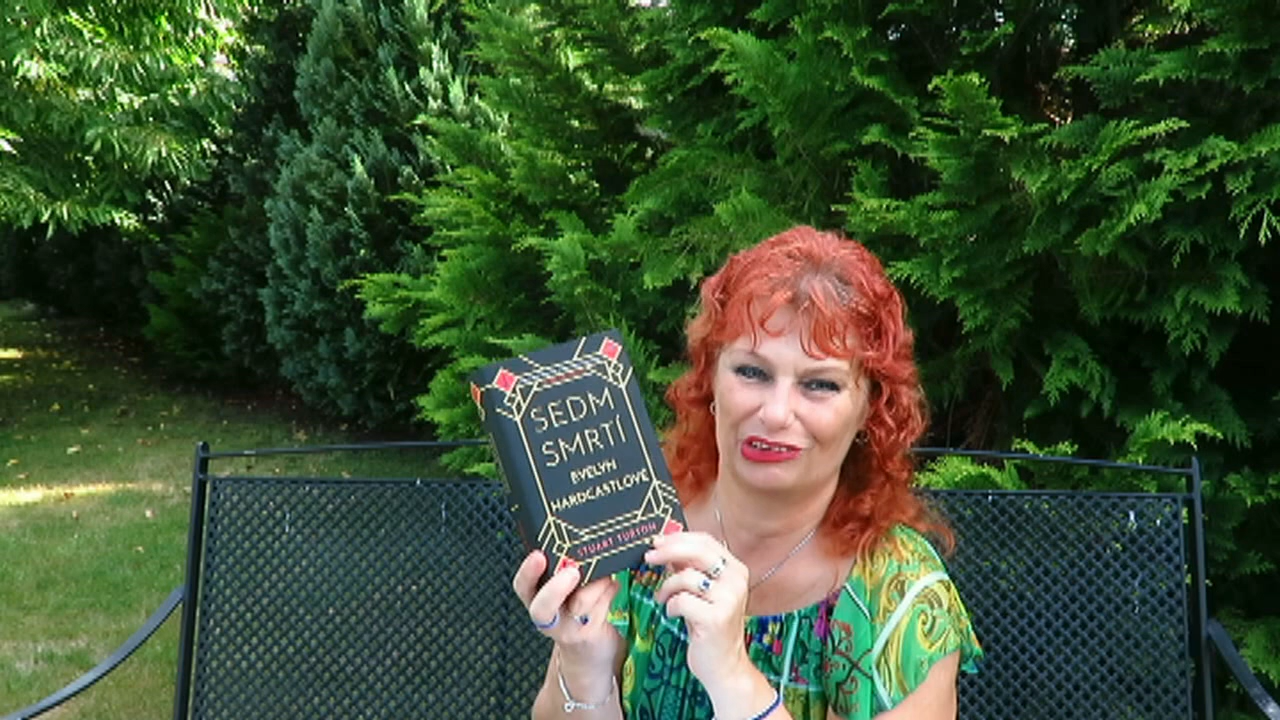 SEDM
SMRTÍ
EVELYN
HARDCASTLOVÉ
STUART TURTON